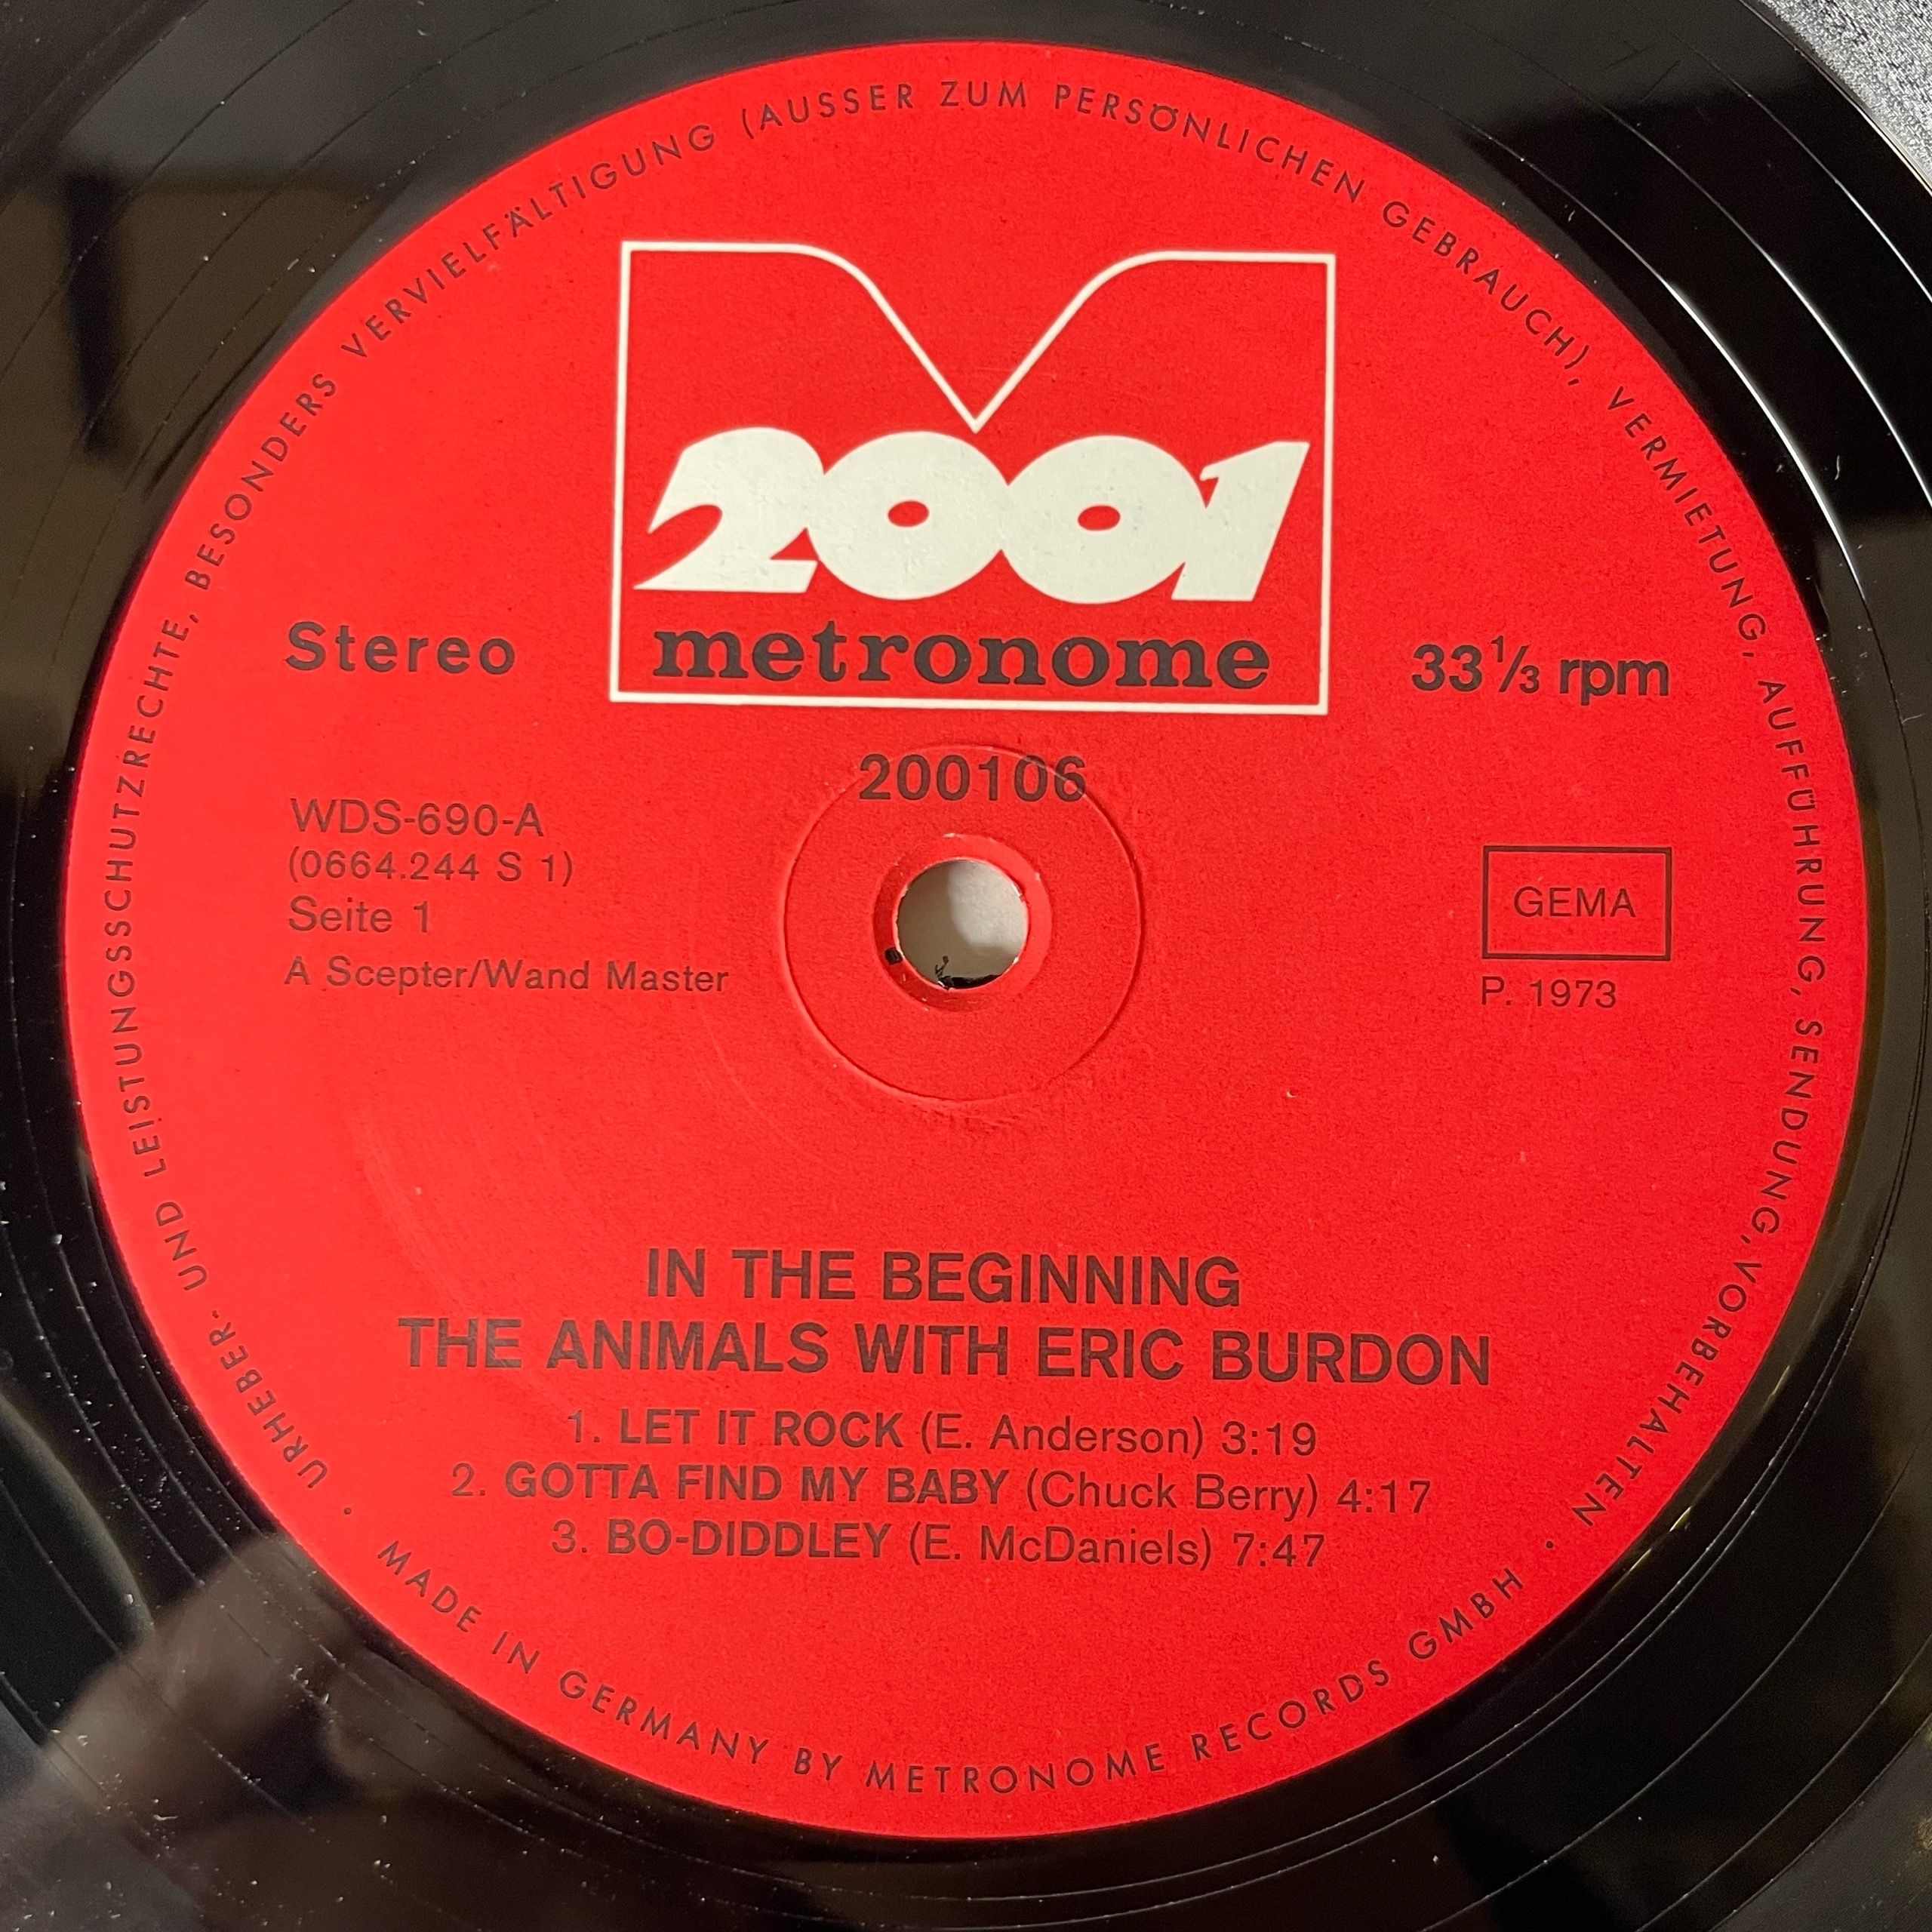 URHEBER- UND LEISTUNGSSCHUTZRECHTE, BESONDERS VERVIELFÄLTIGUNG (AUSSER ZUM PERSÖNLICHEN GEBRAUCH), VERMIETUNG, AUFFÜHRUNG, SENDUNG, VORBEHALTEN
2001
metronome
Stereo
33 1/3 rpm
200106
WDS-690-A
(0664.244 S 1)
Seite 1
A Scepter/Wand Master
GEMA
P. 1973
IN THE BEGINNING
THE ANIMALS WITH ERIC BURDON
1. LET IT ROCK (E. Anderson) 3:19
2. GOTTA FIND MY BABY (Chuck Berry) 4:17
3. BO-DIDDLEY (E. McDaniels) 7:47
• MADE IN GERMANY BY METRONOME RECORDS GMBH •